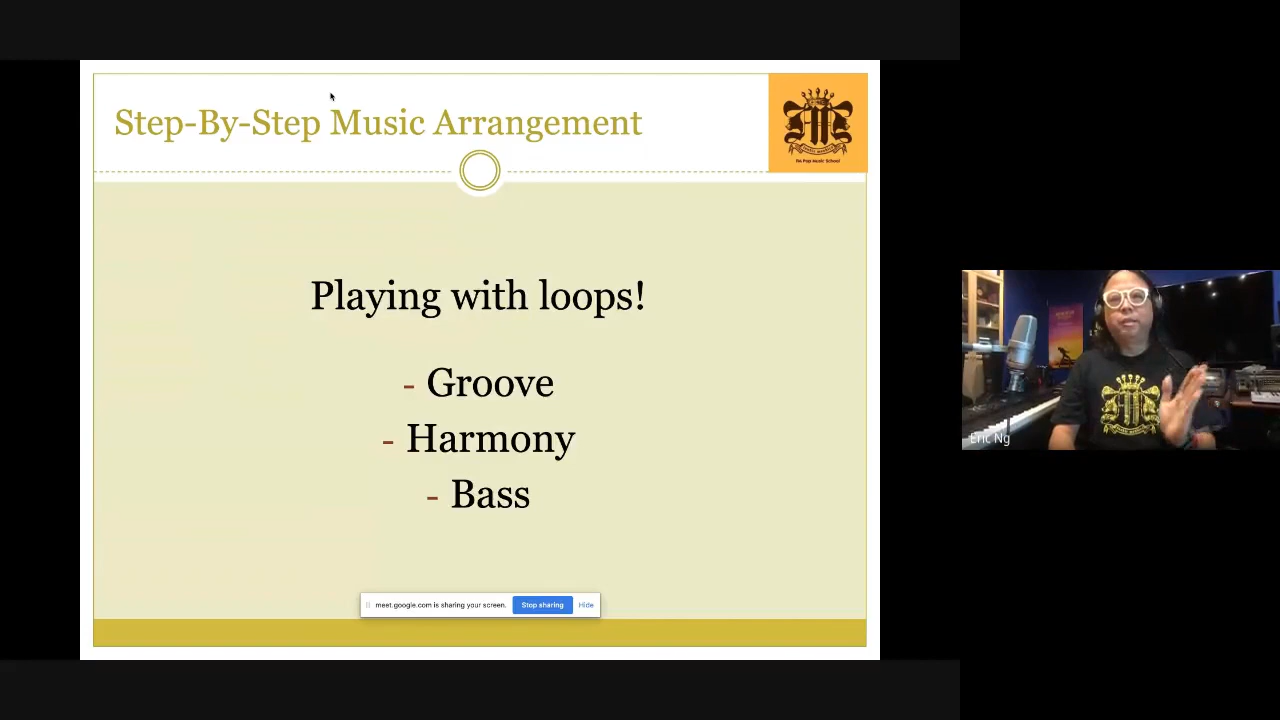 Step-By-Step Music Arrangement
Playing with loops!
- Groove
- Harmony
- Bass
meet.google.com is sharing your screen.
Stop sharing
Hide
Eric Ng